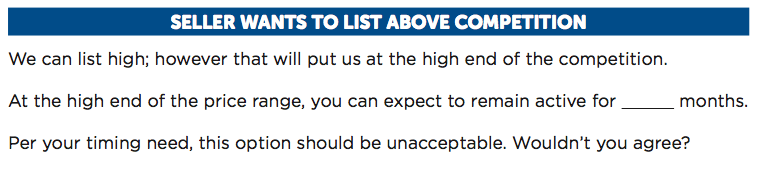 SELLER WANTS TO LIST ABOVE COMPETITION
We can list high; however that will put us at the high end of the competition.
At the high end of the price range, you can expect to remain active for ______ months.
Per your timing need, this option should be unacceptable. Wouldn’t you agree?